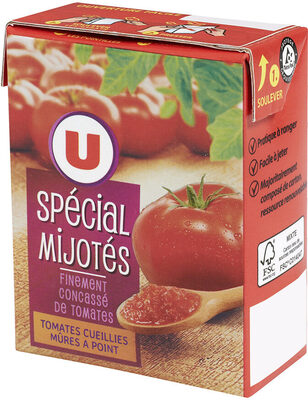 U
SPÉCIAL
MIJOTÉS
FINEMENT
CONCASSÉ
DE TOMATES
TOMATES CUEILLIES
MÛRES A POINT
1
SOULEVER
Pratique à ranger
Facile à jeter
Majoritairement
composé de carton,
ressource renouvelable
FSC
MIXTE